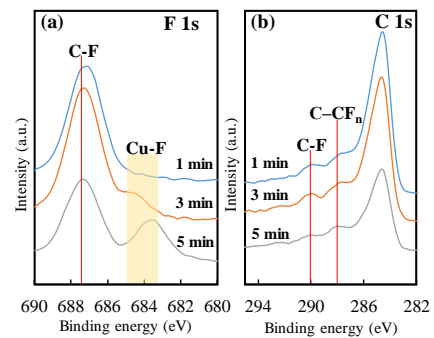 (a)
F 1s
C-F
Cu-F
1 min
3 min
5 min
Intensity (a.u.)
690 688 686 684 682 680
Binding energy (eV)
(b)
C 1s
C–CFn
C-F
1 min
3 min
5 min
Intensity (a.u.)
294 290 286 282
Binding energy (eV)